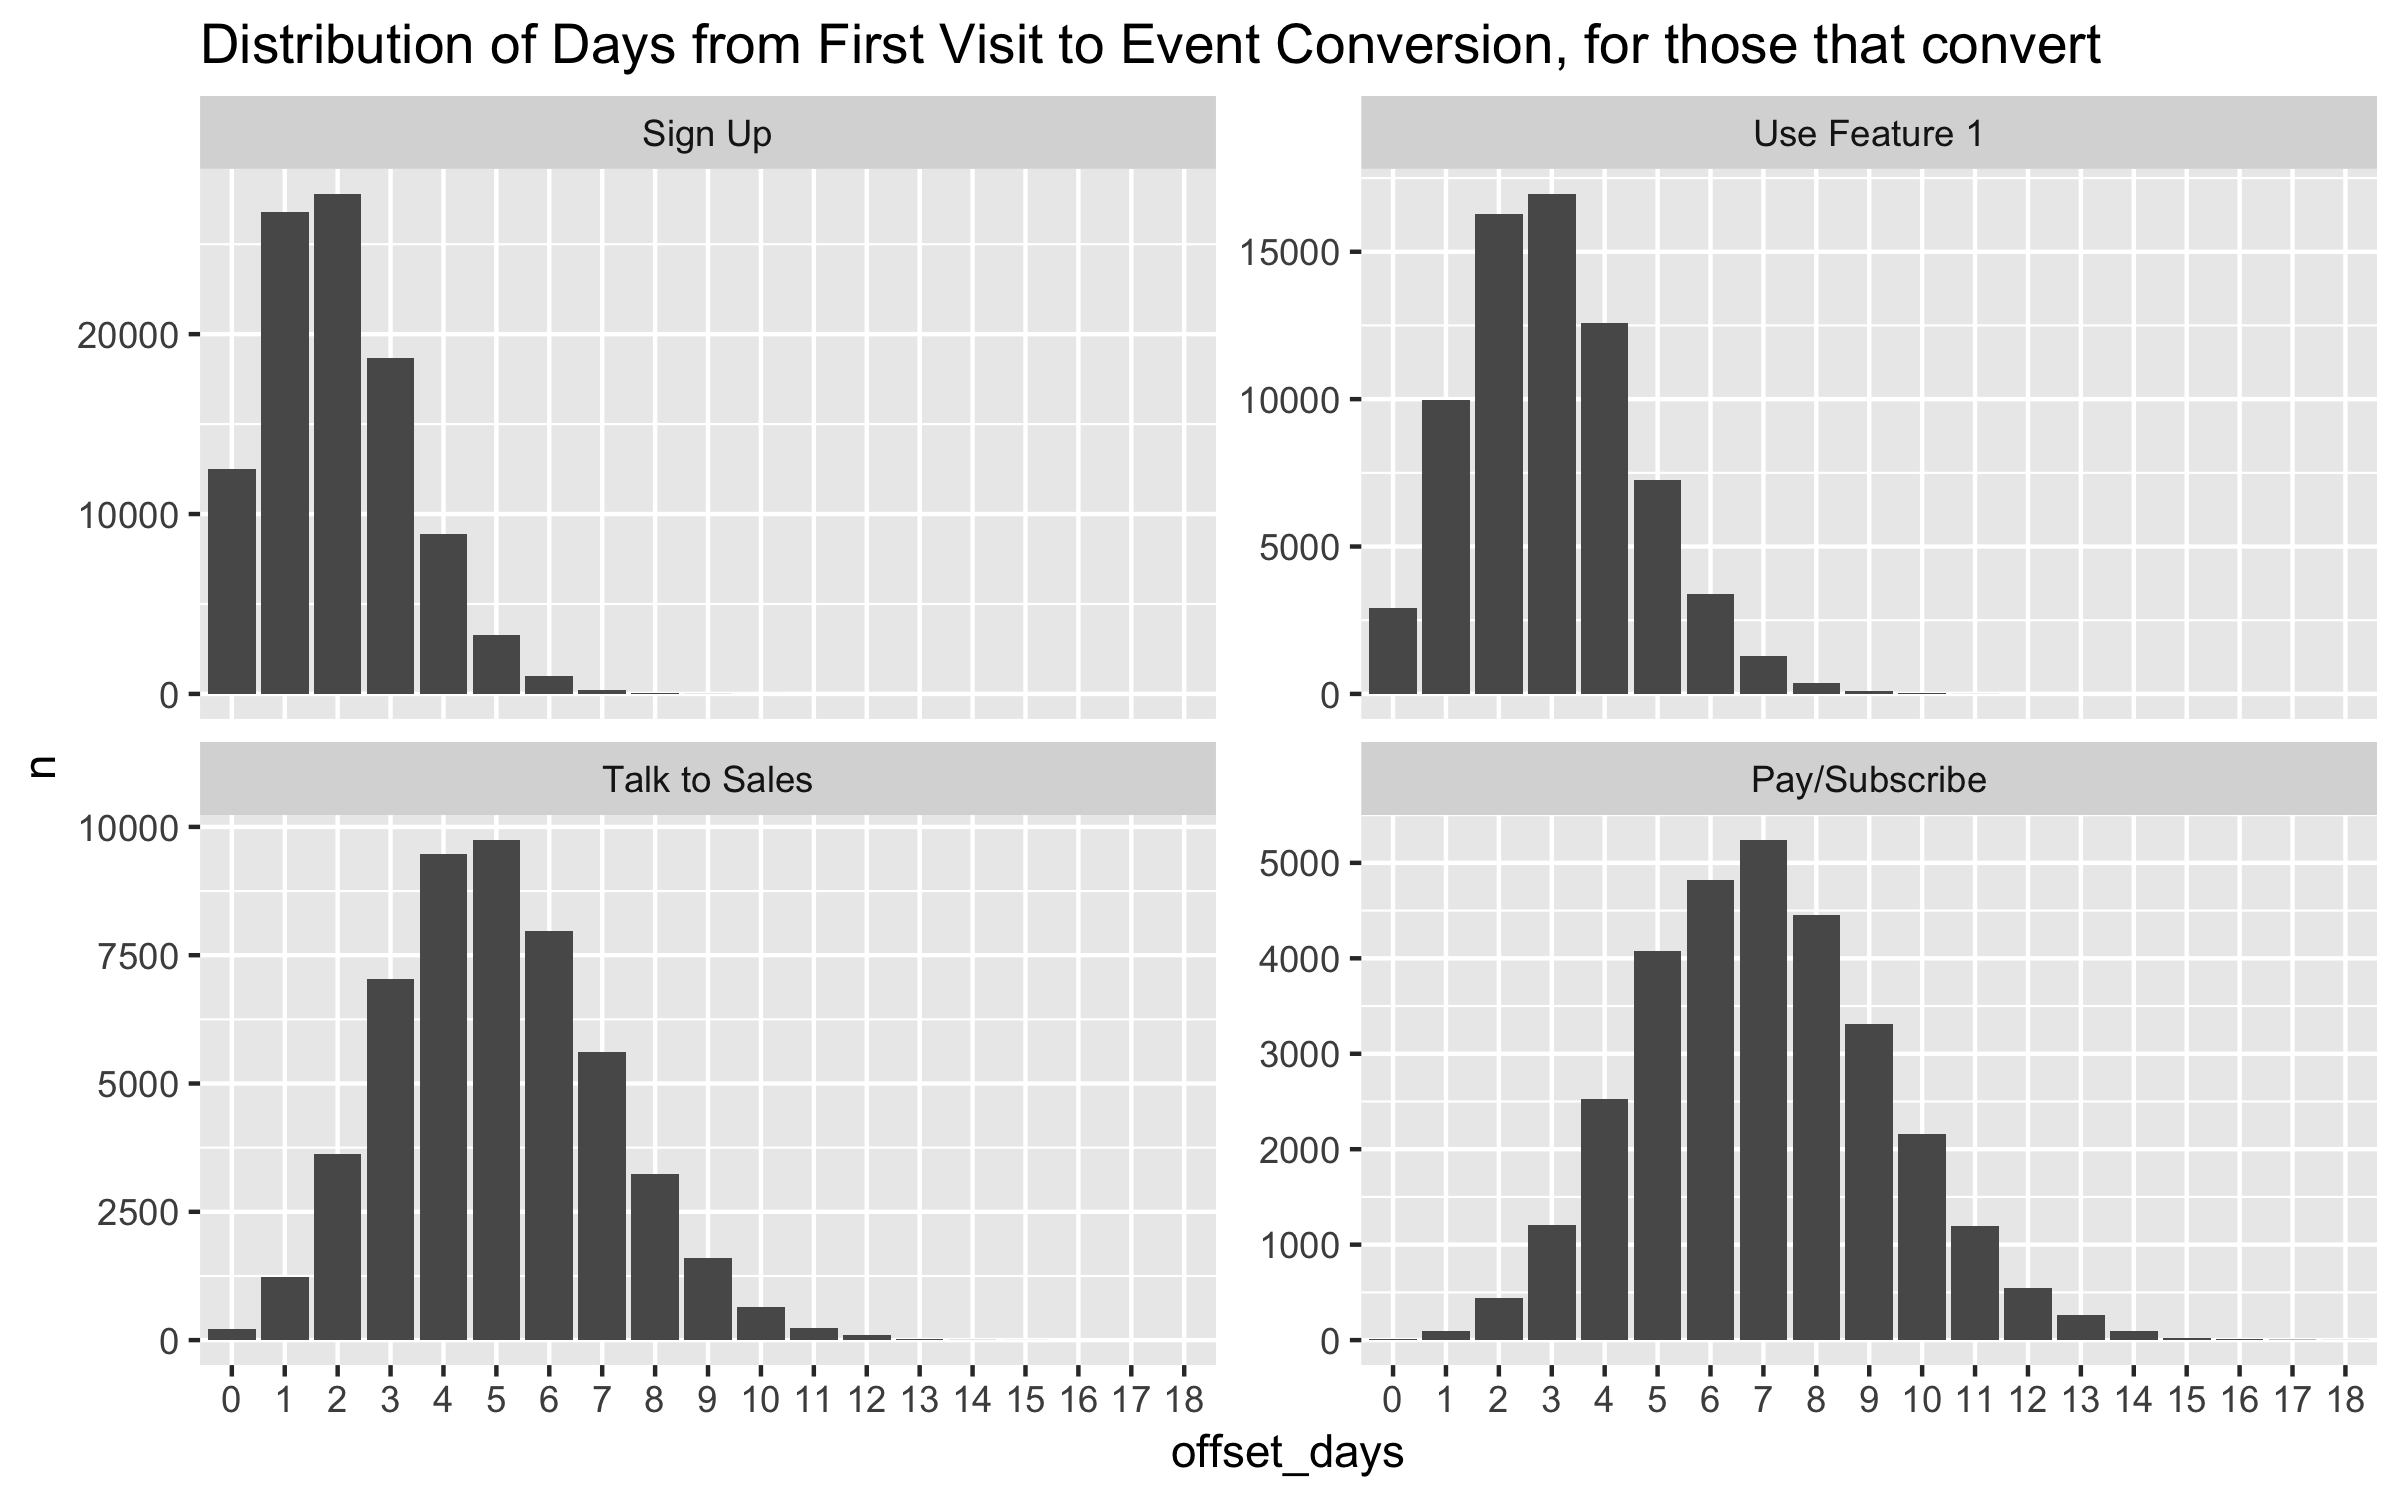 Distribution of Days from First Visit to Event Conversion, for those that convert
Sign Up
20000
10000
0
Use Feature 1
15000
10000
5000
0
n
Talk to Sales
10000
7500
5000
2500
0
0 1 2 3 4 5 6 7 8 9 10 11 12 13 14 15 16 17 18
Pay/Subscribe
5000
4000
3000
2000
1000
0
0 1 2 3 4 5 6 7 8 9 10 11 12 13 14 15 16 17 18
offset_days